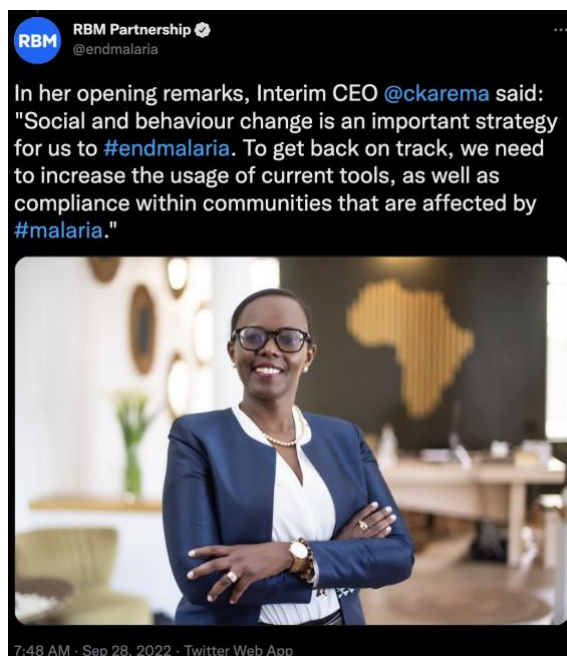 RBM
RBM Partnership
@endmalaria
In her opening remarks, Interim CEO @ckarema said:
"Social and behaviour change is an important strategy
for us to #endmalaria. To get back on track, we need
to increase the usage of current tools, as well as
compliance within communities that are affected by
#malaria."
7:48 AM · Sep 28, 2022 · Twitter Web App